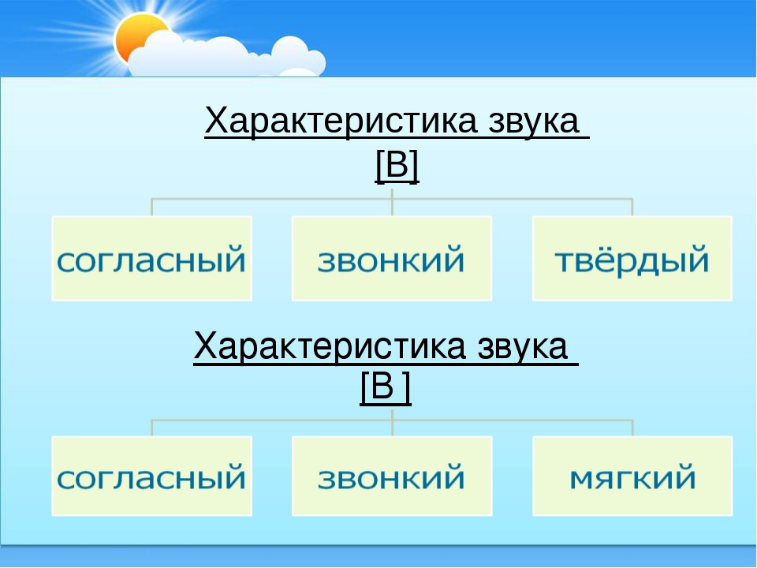 Характеристика звука
[В]
согласный звонкий твёрдый
Характеристика звука
[В ]
согласный звонкий мягкий